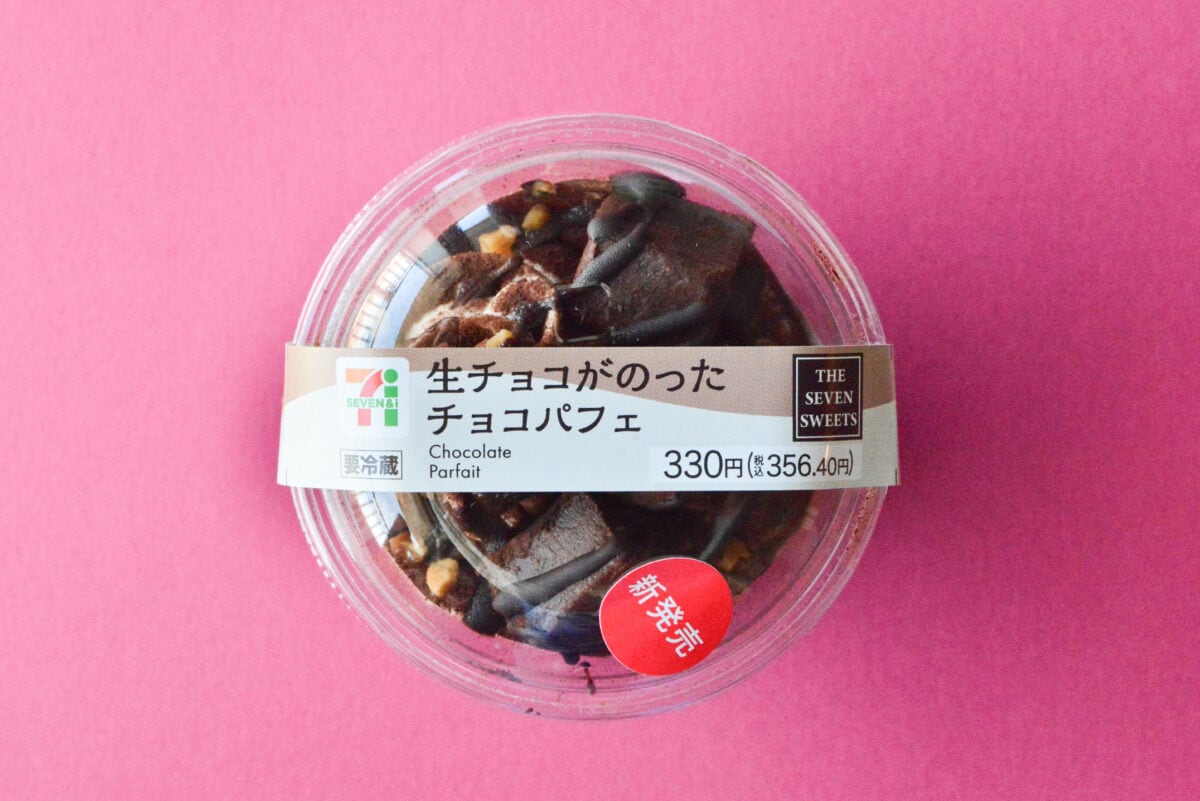 生チョコがのった
チョコパフェ
Chocolate
Parfait
SEVEN&i
要冷蔵
330円(税込356.40円)
THE
SEVEN
SWEETS
新発売